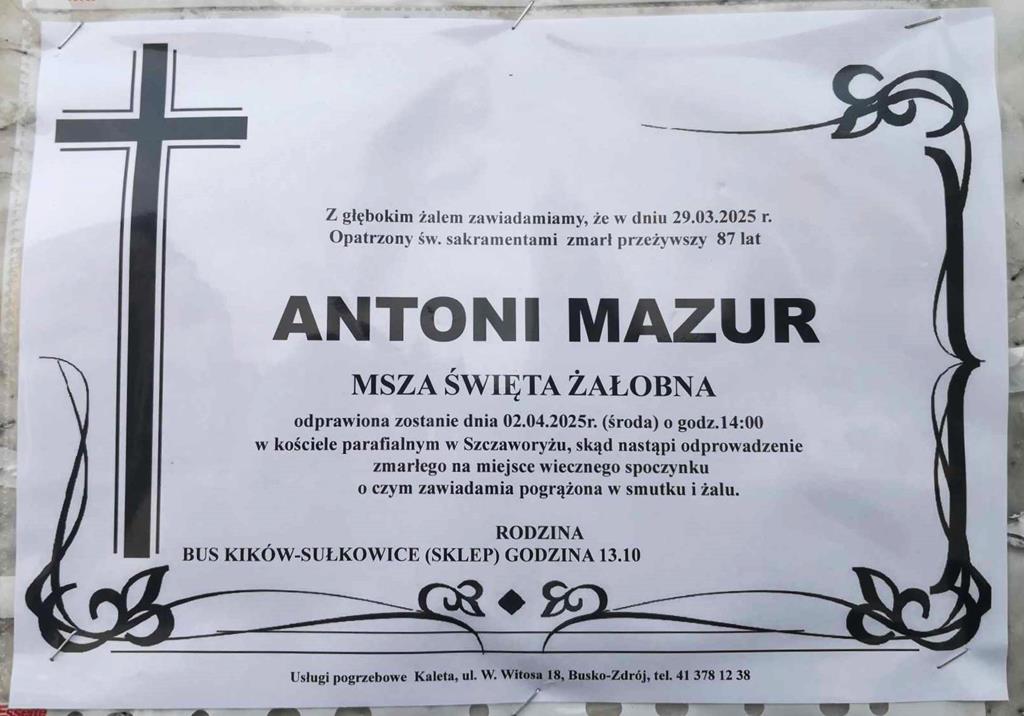 Z głębokim żalem zawiadamiamy, że w dniu 29.03.2025 r.
Opatrzony św. sakramentami zmarł przeżywszy 87 lat
ANTONI MAZUR
MSZA ŚWIĘTA ŻAŁOBNA
odprawiona zostanie dnia 02.04.2025r. (środa) o godz.14:00
w kościele parafialnym w Szczaworyżu, skąd nastąpi odprowadzenie
zmarłego na miejsce wiecznego spoczynku
o czym zawiadamia pogrążona w smutku i żalu.
RODZINA
BUS KIKÓW-SUŁKOWICE (SKLEP) GODZINA 13.10
Usługi pogrzebowe Kaleta, ul. W. Witosa 18, Busko-Zdrój, tel. 41 378 12 38